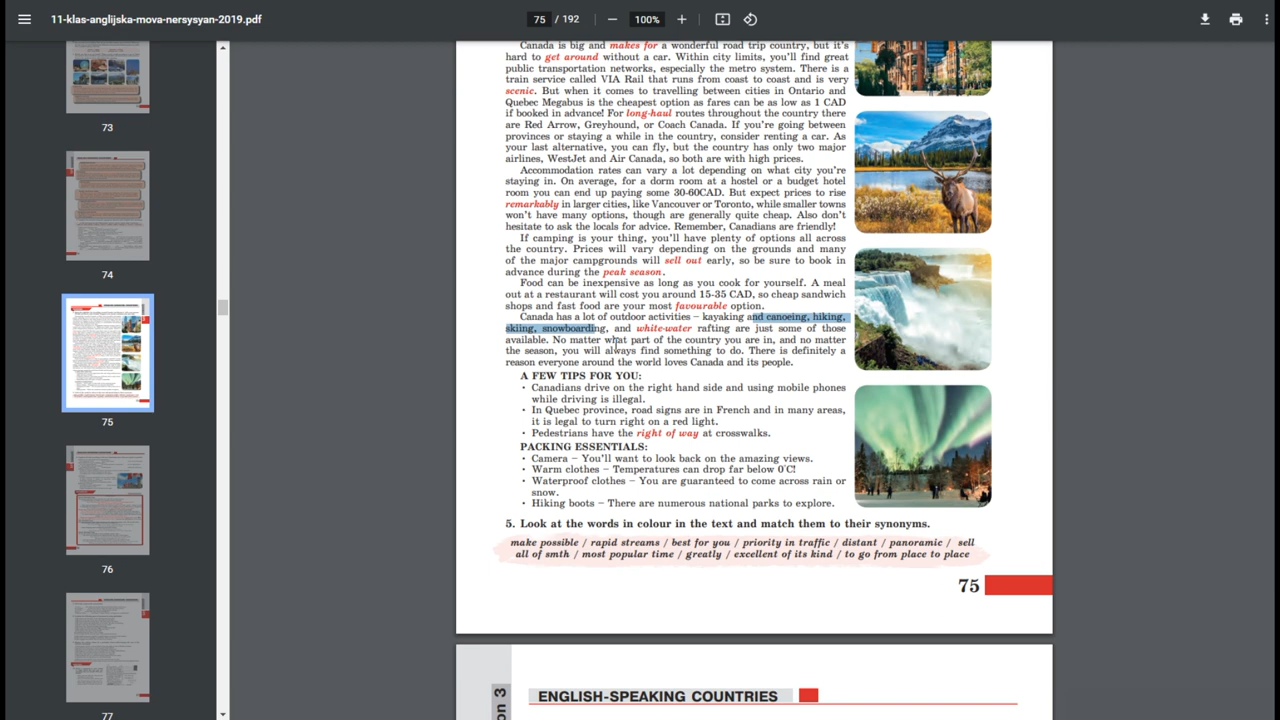 11-klas-anglijska-mova-nersysyan-2019.pdf
75 / 192
100%
73
74
75
76
77
Canada is big and makes for a wonderful road trip country, but it's
hard to get around without a car. Within city limits, you'll find great
public transportation networks, especially the metro system. There is a
train service called VIA Rail that runs from coast to coast and is very
scenic. But when it comes to travelling between cities in Ontario and
Quebec Megabus is the cheapest option as fares can be as low as 1 CAD
if booked in advance! For long-haul routes throughout the country there
are Red Arrow, Greyhound, or Coach Canada. If you're going between
provinces or staying a while in the country, consider renting a car. As
your last alternative, you can fly, but the country has only two major
airlines, WestJet and Air Canada, so both are with high prices.
Accommodation rates can vary a lot depending on what city you're
staying in. On average, for a dorm room at a hostel or a budget hotel
room you can end up paying some 30-60CAD. But expect prices to rise
remarkably in larger cities, like Vancouver or Toronto, while smaller towns
won't have many options, though are generally quite cheap. Also don't
hesitate to ask the locals for advice. Remember, Canadians are friendly!
If camping is your thing, you'll have plenty of options all across
the country. Prices will vary depending on the grounds and many
of the major campgrounds will sell out early, so be sure to book in
advance during the peak season.
Food can be inexpensive as long as you cook for yourself. A meal
out at a restaurant will cost you around 15-35 CAD, so cheap sandwich
shops and fast food are your most favourable option.
Canada has a lot of outdoor activities – kayaking and canoeing, hiking,
skiing, snowboarding, and white-water rafting are just some of those
available. No matter what part of the country you are in, and no matter
the season, you will always find something to do. There is definitely a
reason everyone around the world loves Canada and its people.
A FEW TIPS FOR YOU:
• Canadians drive on the right hand side and using mobile phones
while driving is illegal.
• In Quebec province, road signs are in French and in many areas,
it is legal to turn right on a red light.
• Pedestrians have the right of way at crosswalks.
PACKING ESSENTIALS:
• Camera – You'll want to look back on the amazing views.
• Warm clothes – Temperatures can drop far below 0°C!
• Waterproof clothes – You are guaranteed to come across rain or
snow.
• Hiking boots – There are numerous national parks to explore.
5. Look at the words in colour in the text and match them to their synonyms.
make possible / rapid streams / best for you / priority in traffic / distant / panoramic / sell
all of smth / most popular time / greatly / excellent of its kind / to go from place to place
75
on 3
ENGLISH-SPEAKING COUNTRIES